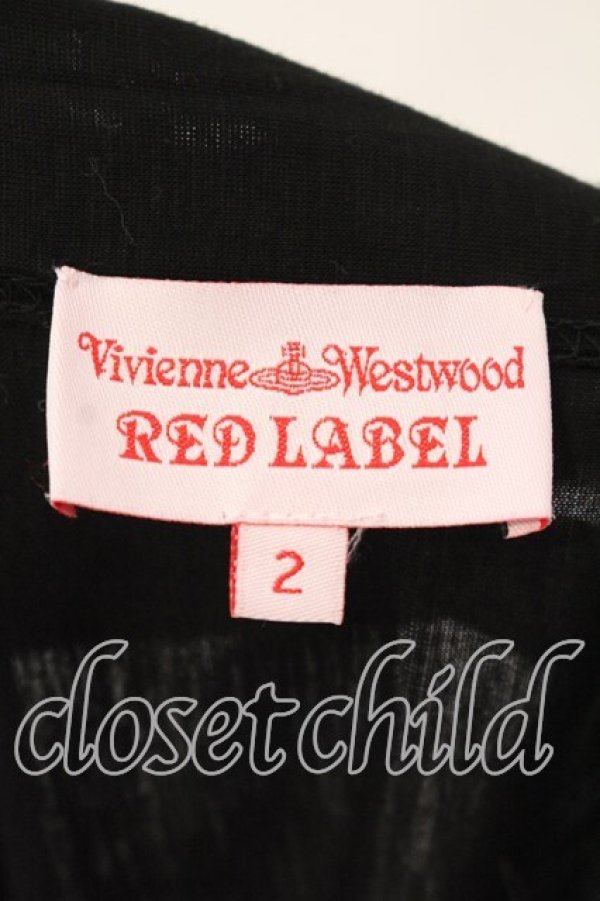 Vivienne Westwood
RED LABEL
2
closetchild